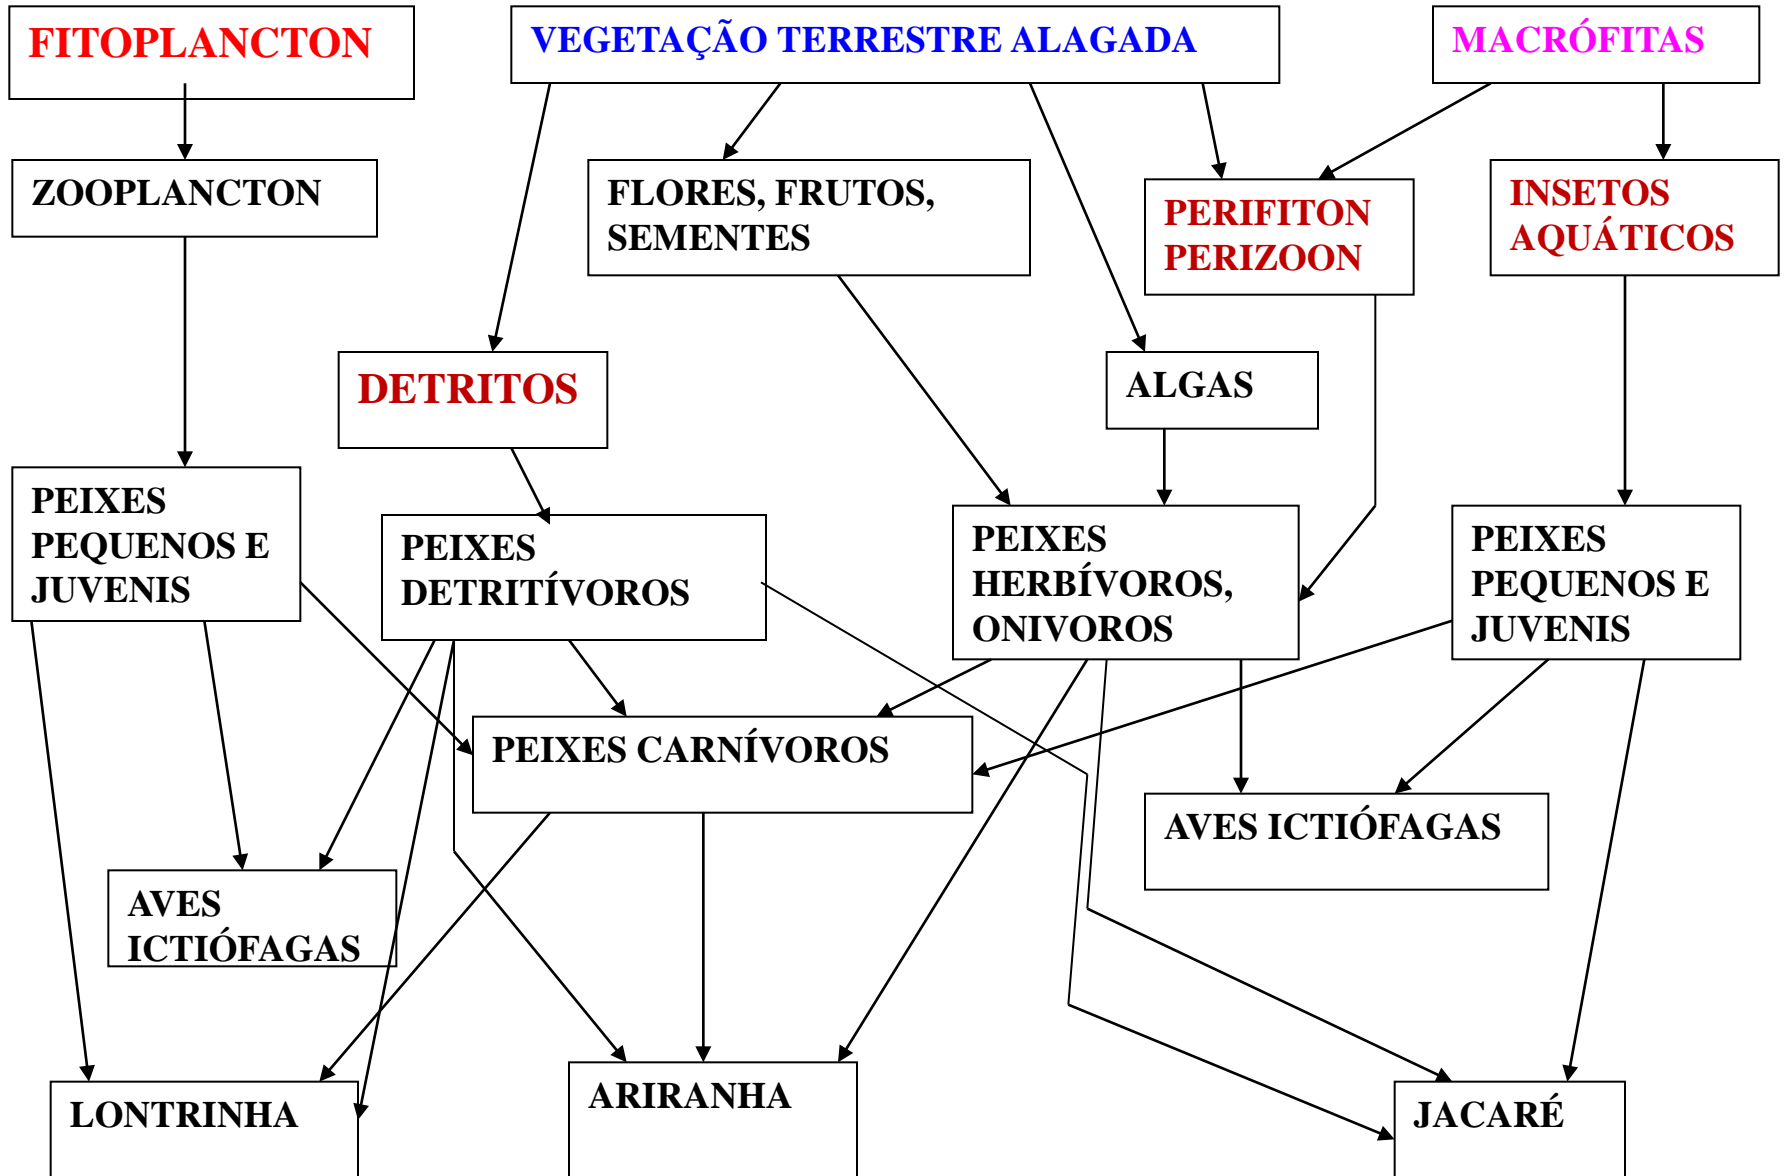 FITOPLANCTON
VEGETAÇÃO TERRESTRE ALAGADA
MACRÓFITAS
ZOOPLANCTON
FLORES, FRUTOS,
SEMENTES
PERIFITON
PERIZOON
INSETOS
AQUÁTICOS
DETRITOS
ALGAS
PEIXES
PEQUENOS E
JUVENIS
PEIXES
DETRITÍVOROS
PEIXES
HERBÍVOROS,
ONIVOROS
PEIXES
PEQUENOS E
JUVENIS
PEIXES CARNÍVOROS
AVES ICTIÓFAGAS
AVES
ICTIÓFAGAS
LONTRINHA
ARIRANHA
JACARÉ